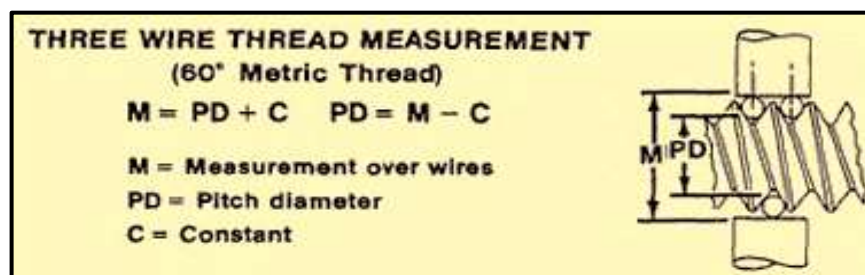 THREE WIRE THREAD MEASUREMENT
(60° Metric Thread)
M = PD + C PD = M − C
M = Measurement over wires
PD = Pitch diameter
C = Constant
M PD